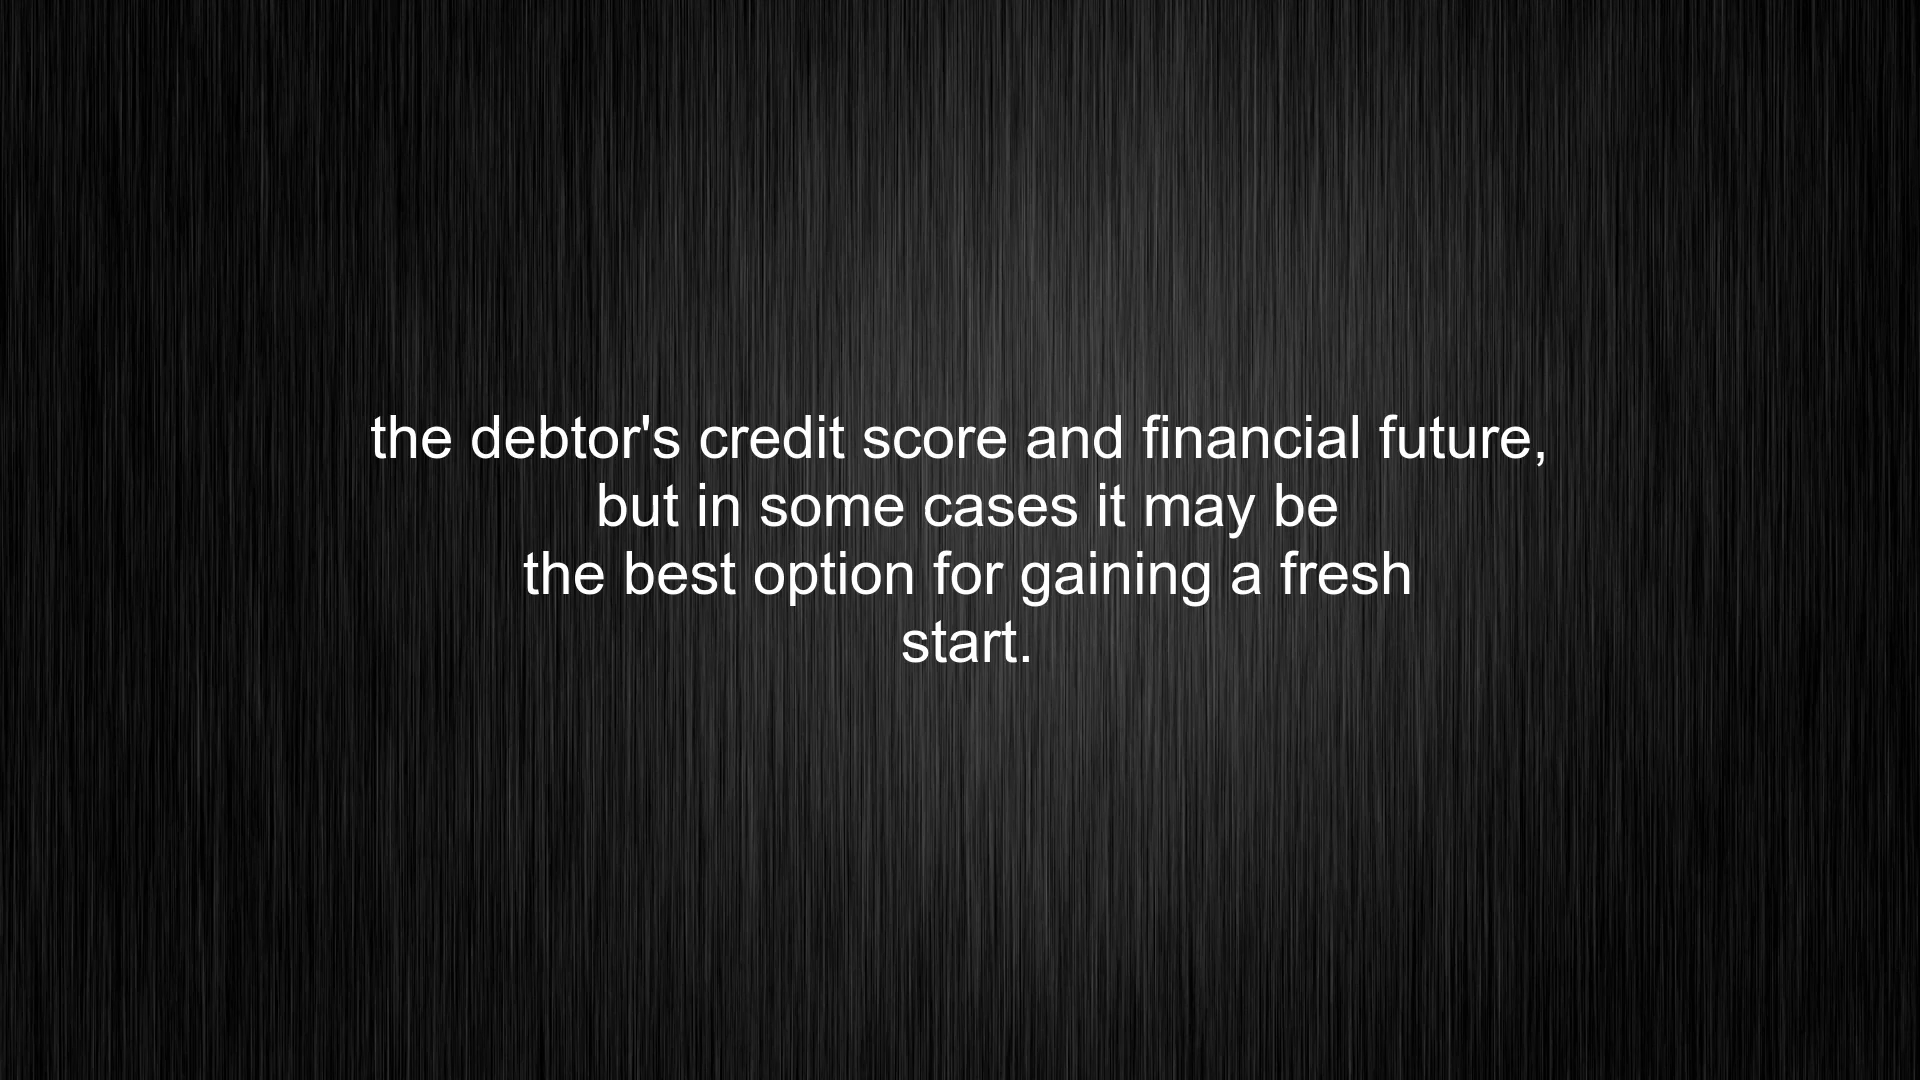 the debtor's credit score and financial future,
but in some cases it may be
the best option for gaining a fresh
start.